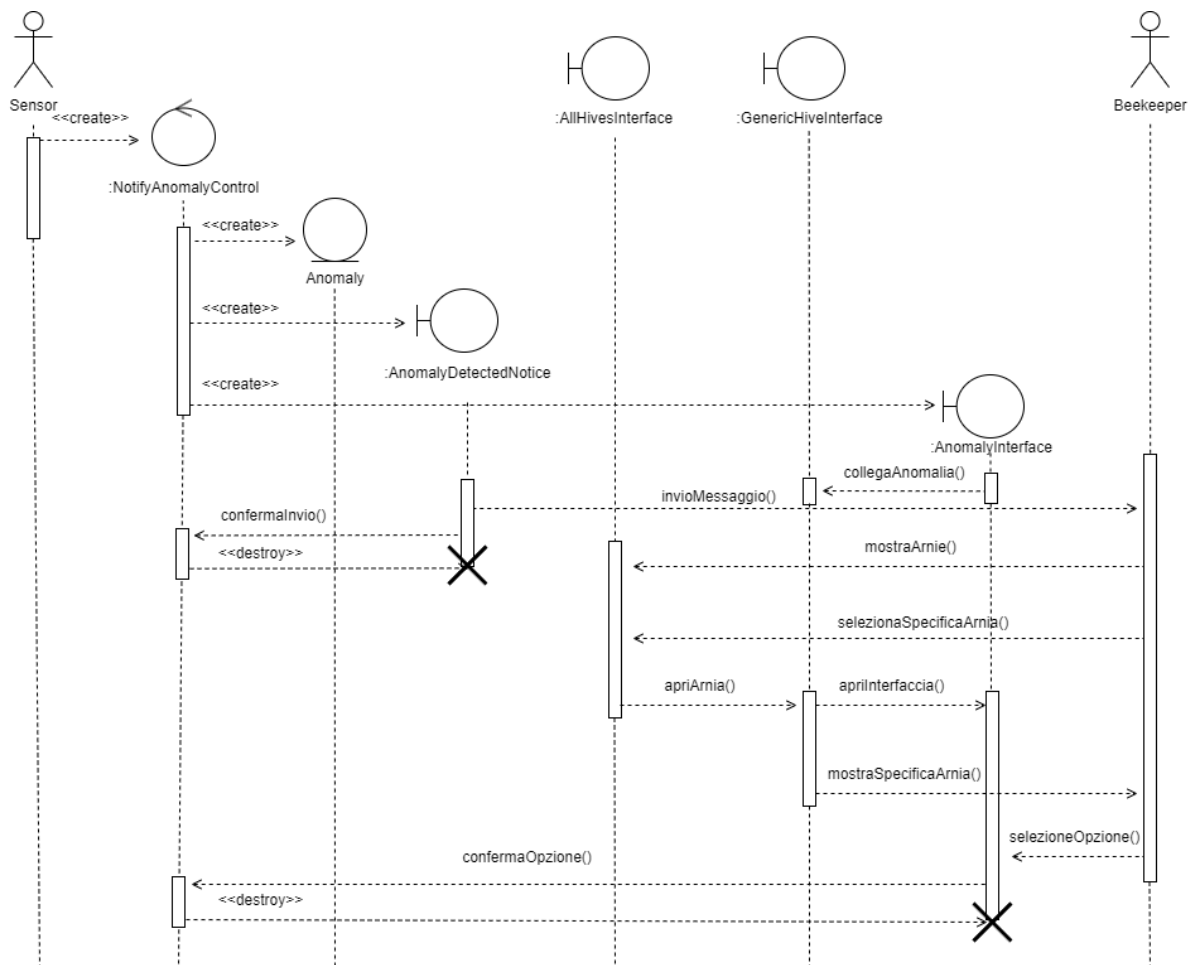 Sensor
Beekeeper
<<create>>
:AllHivesInterface
:GenericHiveInterface
:NotifyAnomalyControl
<<create>>
Anomaly
<<create>>
:AnomalyDetectedNotice
<<create>>
:AnomalyInterface
collegaAnomalia()
invioMessaggio()
confermaInvio()
<<destroy>>
mostraArnie()
selezionaSpecificaArnia()
apriArnia()
apriInterfaccia()
mostraSpecificaArnia()
selezioneOpzione()
confermaOpzione()
<<destroy>>